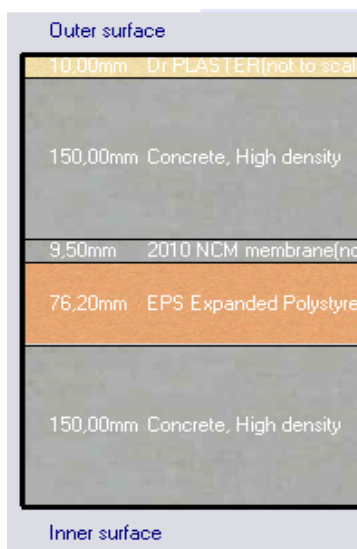 Outer surface
10,00mm Dr PLASTER(not to scal
150,00mm Concrete, High density
9,50mm 2010 NCM membrane(no
76,20mm EPS Expanded Polystyre
150,00mm Concrete, High density
Inner surface